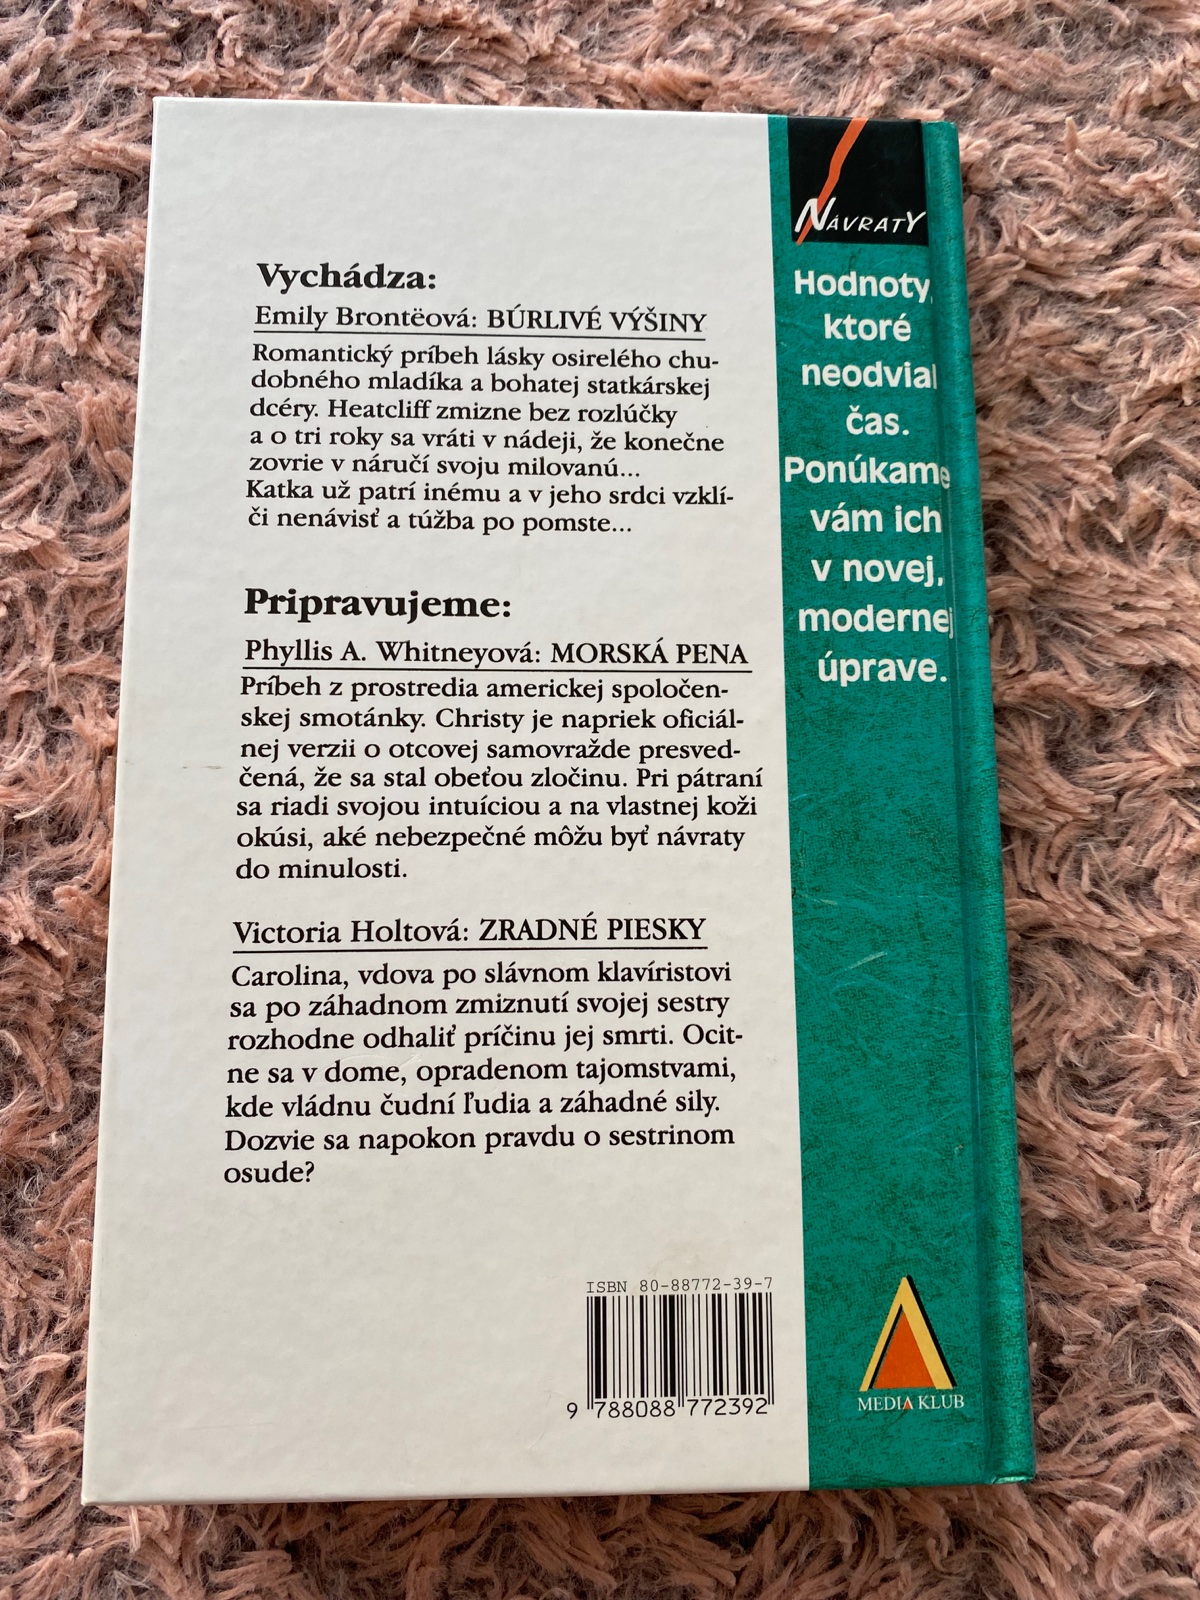 Vychádza:
Emily Brontëová: BÚRLIVÉ VÝŠINY
Romantický príbeh lásky osirelého chu-
dobného mladíka a bohatej statkárskej
dcéry. Heatcliff zmizne bez rozlúčky
a o tri roky sa vráti v nádeji, že konečne
zovrie v náručí svoju milovanú...
Katka už patrí inému a v jeho srdci vzklí-
či nenávisť a túžba po pomste...
Pripravujeme:
Phyllis A. Whitneyová: MORSKÁ PENA
Príbeh z prostredia americkej spoločen-
skej smotánky. Christy je napriek oficiál-
nej verzii o otcovej samovražde presved-
čená, že sa stal obeťou zločinu. Pri pátraní
sa riadi svojou intuíciou a na vlastnej koži
okúsi, aké nebezpečné môžu byť návraty
do minulosti.
Victoria Holtová: ZRADNÉ PIESKY
Carolina, vdova po slávnom klavíristovi
sa po záhadnom zmiznutí svojej sestry
rozhodne odhaliť príčinu jej smrti. Ocit-
ne sa v dome, opradenom tajomstvami,
kde vládnu čudní ľudia a záhadné sily.
Dozvie sa napokon pravdu o sestrinom
osude?
ISBN 80-88772-39-7
9 788088 772392
NÁVRATY
Hodnoty,
ktoré
neodvial
čas.
Ponúkame
vám ich
v novej,
modernej
úprave.
MEDIA KLUB